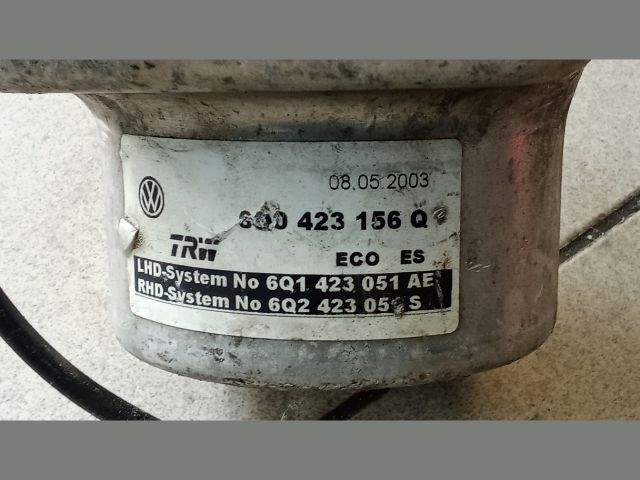 08.05.2003
6Q0 423 156 Q
TRW
ECO ES
LHD-System No 6Q1 423 051 AE
RHD-System No 6Q2 423 S